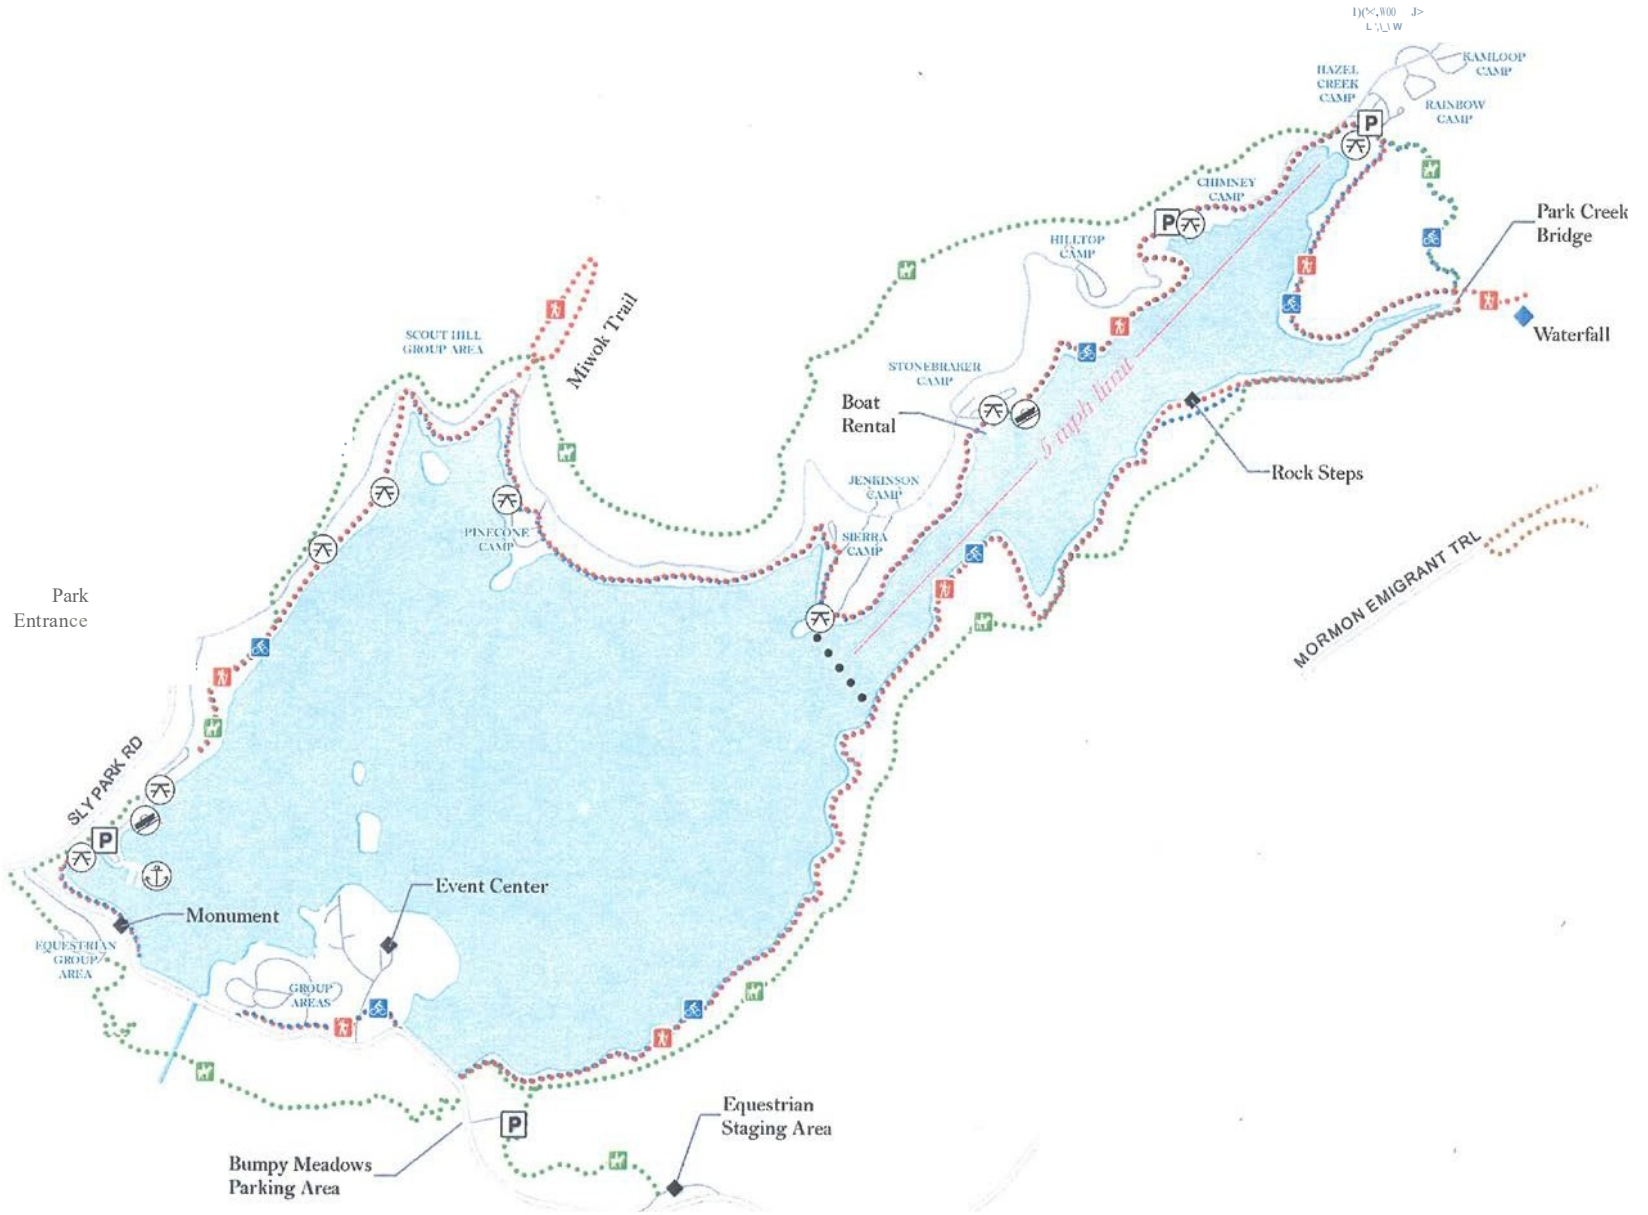 KAMLOOP
CAMP
HAZEL
CREEK
CAMP
P
RAINBOW
CAMP
CHIMNEY
CAMP
P
Park Creek
Bridge
HILLTOP
CAMP
Waterfall
Miwok Trail
SCOUT HILL
GROUP AREA
STONEBRAKER
CAMP
Boat
Rental
5 mph limit
Rock Steps
JENKINSON
CAMP
PINECONE
CAMP
SIERRA
CAMP
MORMON EMIGRANT TRL
Park
Entrance
SLY PARK RD
P
Event Center
Monument
EQUESTRIAN
GROUP
AREA
GROUP
AREAS
P
Equestrian
Staging Area
Bumpy Meadows
Parking Area